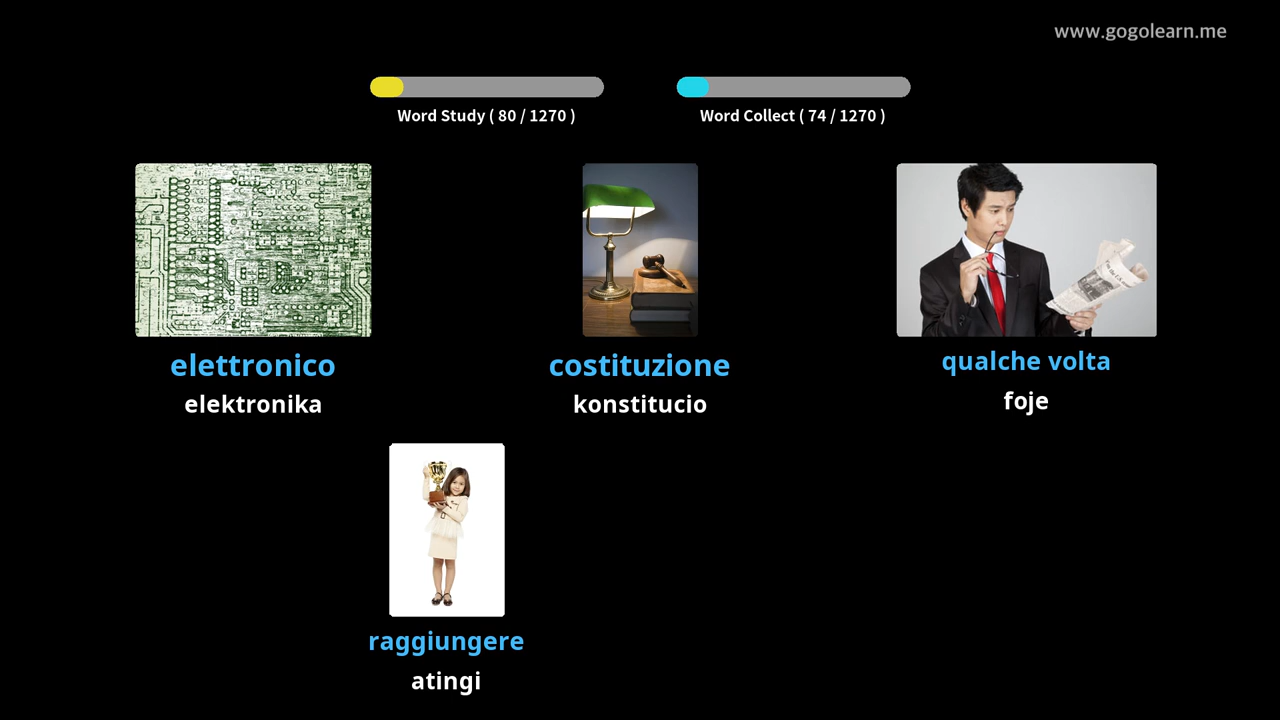 www.gogolearn.me
Word Study ( 80 / 1270 )
Word Collect ( 74 / 1270 )
elettronico
elektronika
costituzione
konstitucio
qualche volta
foje
raggiungere
atingi